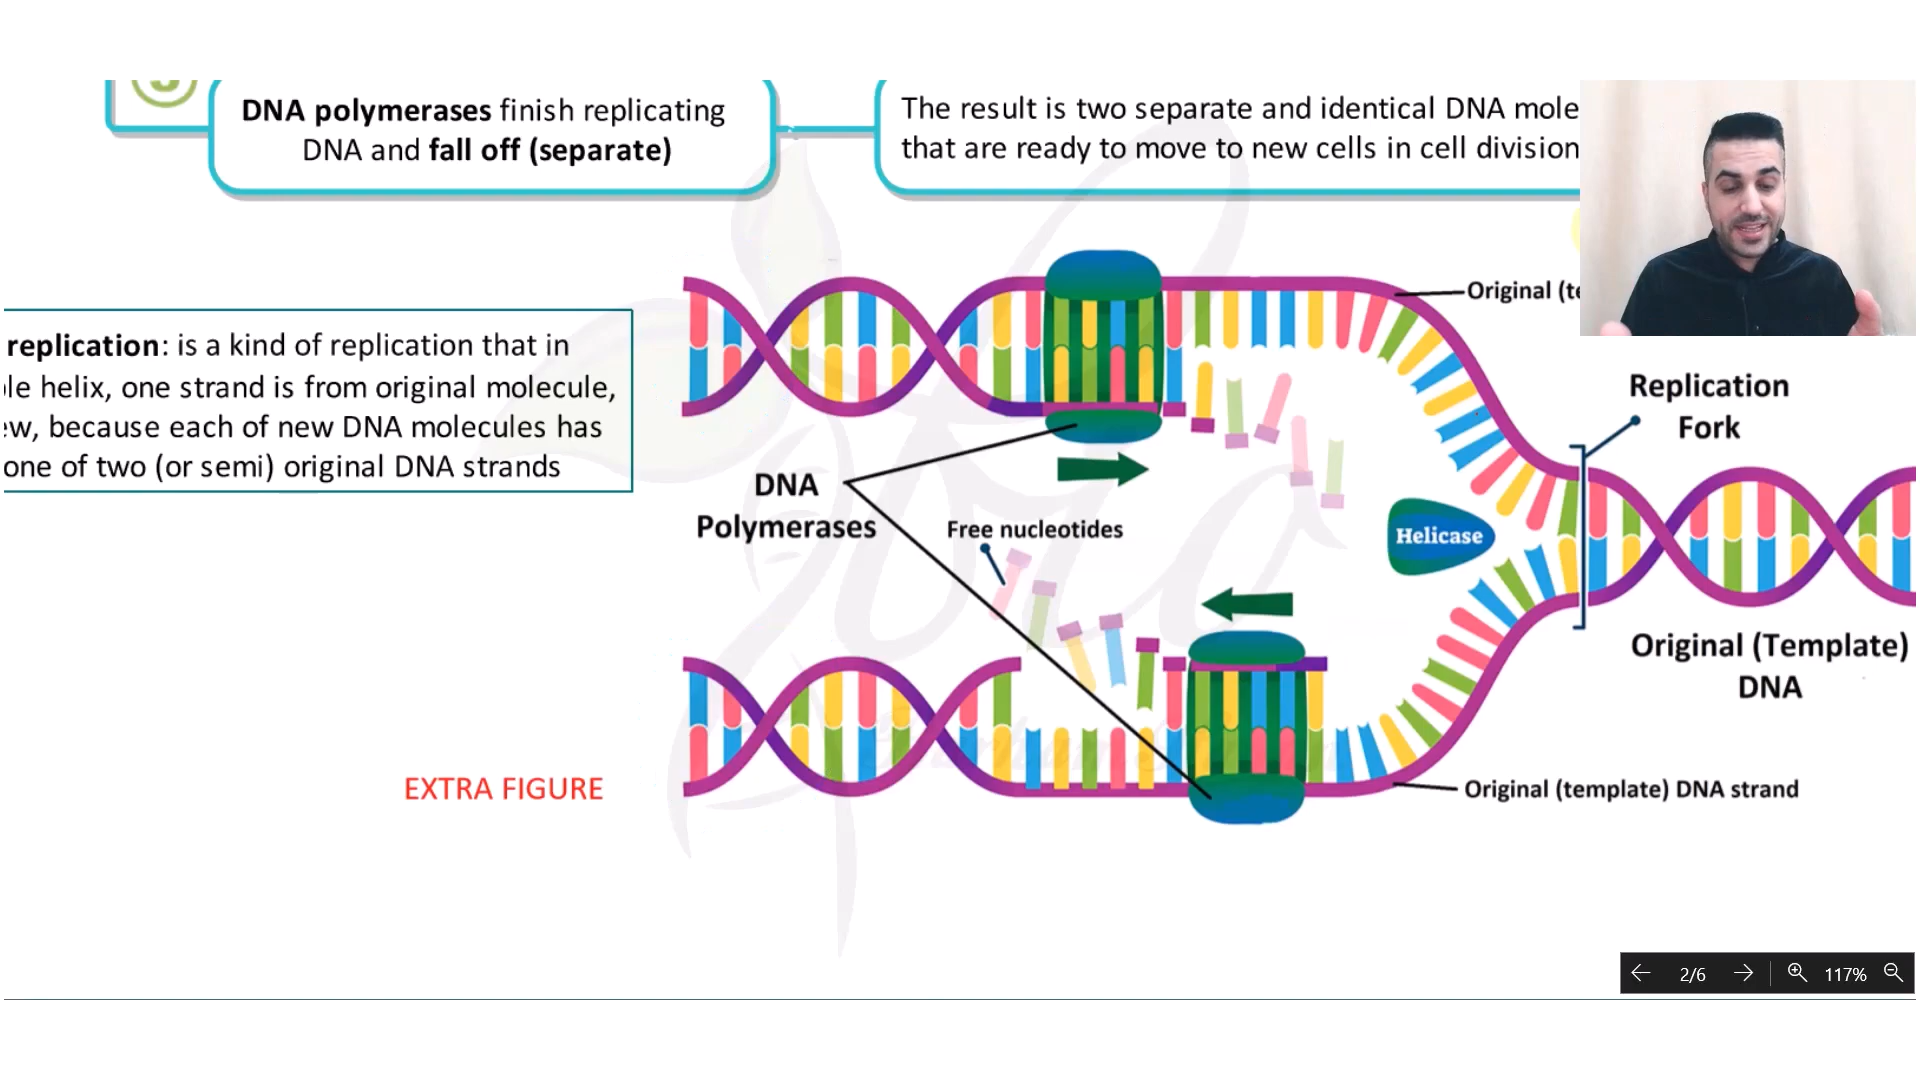 DNA polymerases finish replicating
DNA and fall off (separate)
The result is two separate and identical DNA mole
that are ready to move to new cells in cell division
replication: is a kind of replication that in
le helix, one strand is from original molecule,
ew, because each of new DNA molecules has
one of two (or semi) original DNA strands
Original (te
Replication
Fork
DNA
Polymerases
Free nucleotides
Helicase
Original (Template)
DNA
EXTRA FIGURE
Original (template) DNA strand
2/6
117%